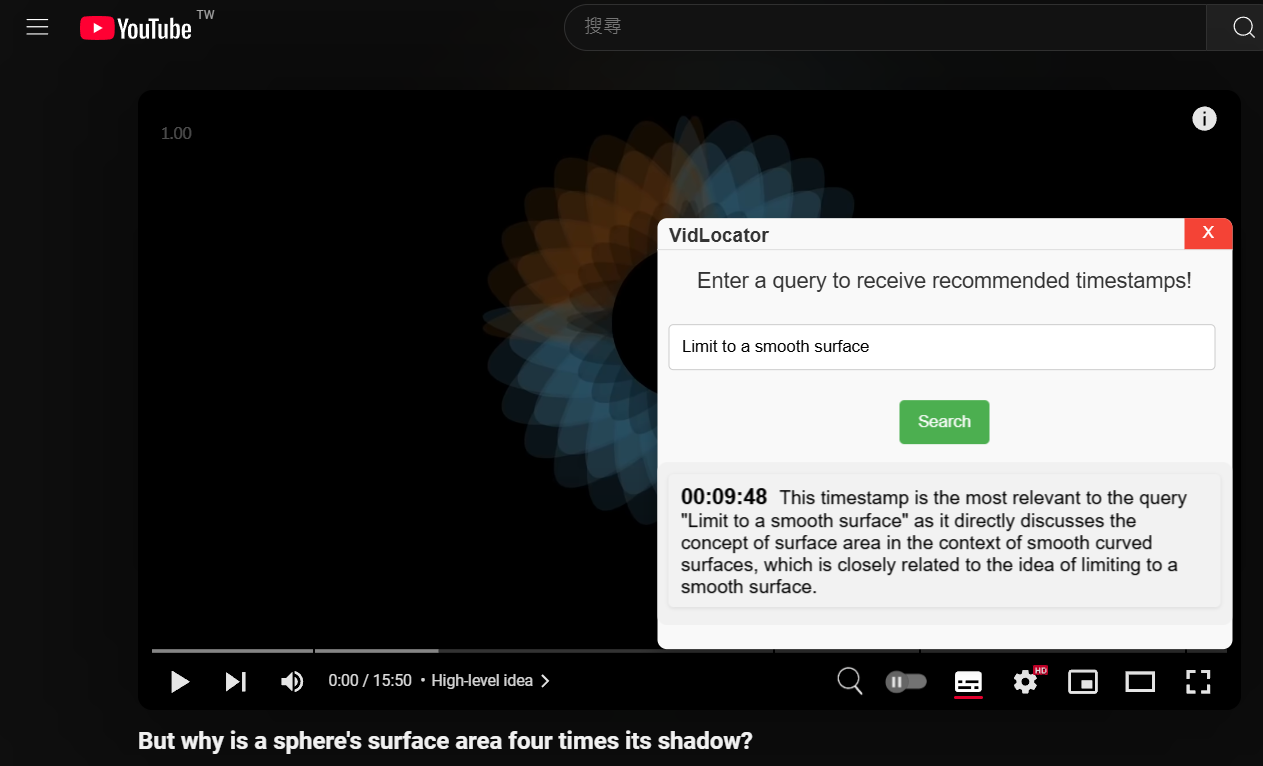 YouTube TW
搜尋
1.00
VidLocator
X
Enter a query to receive recommended timestamps!
Limit to a smooth surface
Search
00:09:48 This timestamp is the most relevant to the query
"Limit to a smooth surface" as it directly discusses the
concept of surface area in the context of smooth curved
surfaces, which is closely related to the idea of limiting to a
smooth surface.
0:00 / 15:50 • High-level idea
HD
But why is a sphere's surface area four times its shadow?